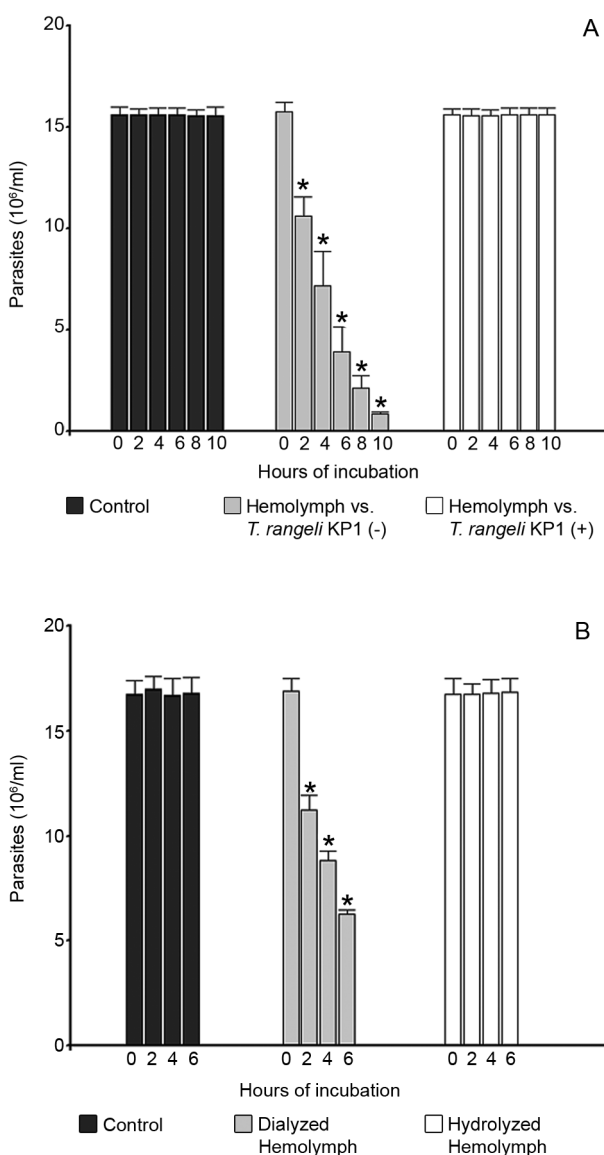 A
20
15
10
5
0
Parasites (10⁶/ml)
* * * * *
0 2 4 6 8 10 0 2 4 6 8 10 0 2 4 6 8 10
Hours of incubation
Control
Hemolymph vs.
T. rangeli KP1 (-)
Hemolymph vs.
T. rangeli KP1 (+)
B
20
15
10
5
0
Parasites (10⁶/ml)
* * *
0 2 4 6 0 2 4 6 0 2 4 6
Hours of incubation
Control
Dialyzed
Hemolymph
Hydrolyzed
Hemolymph